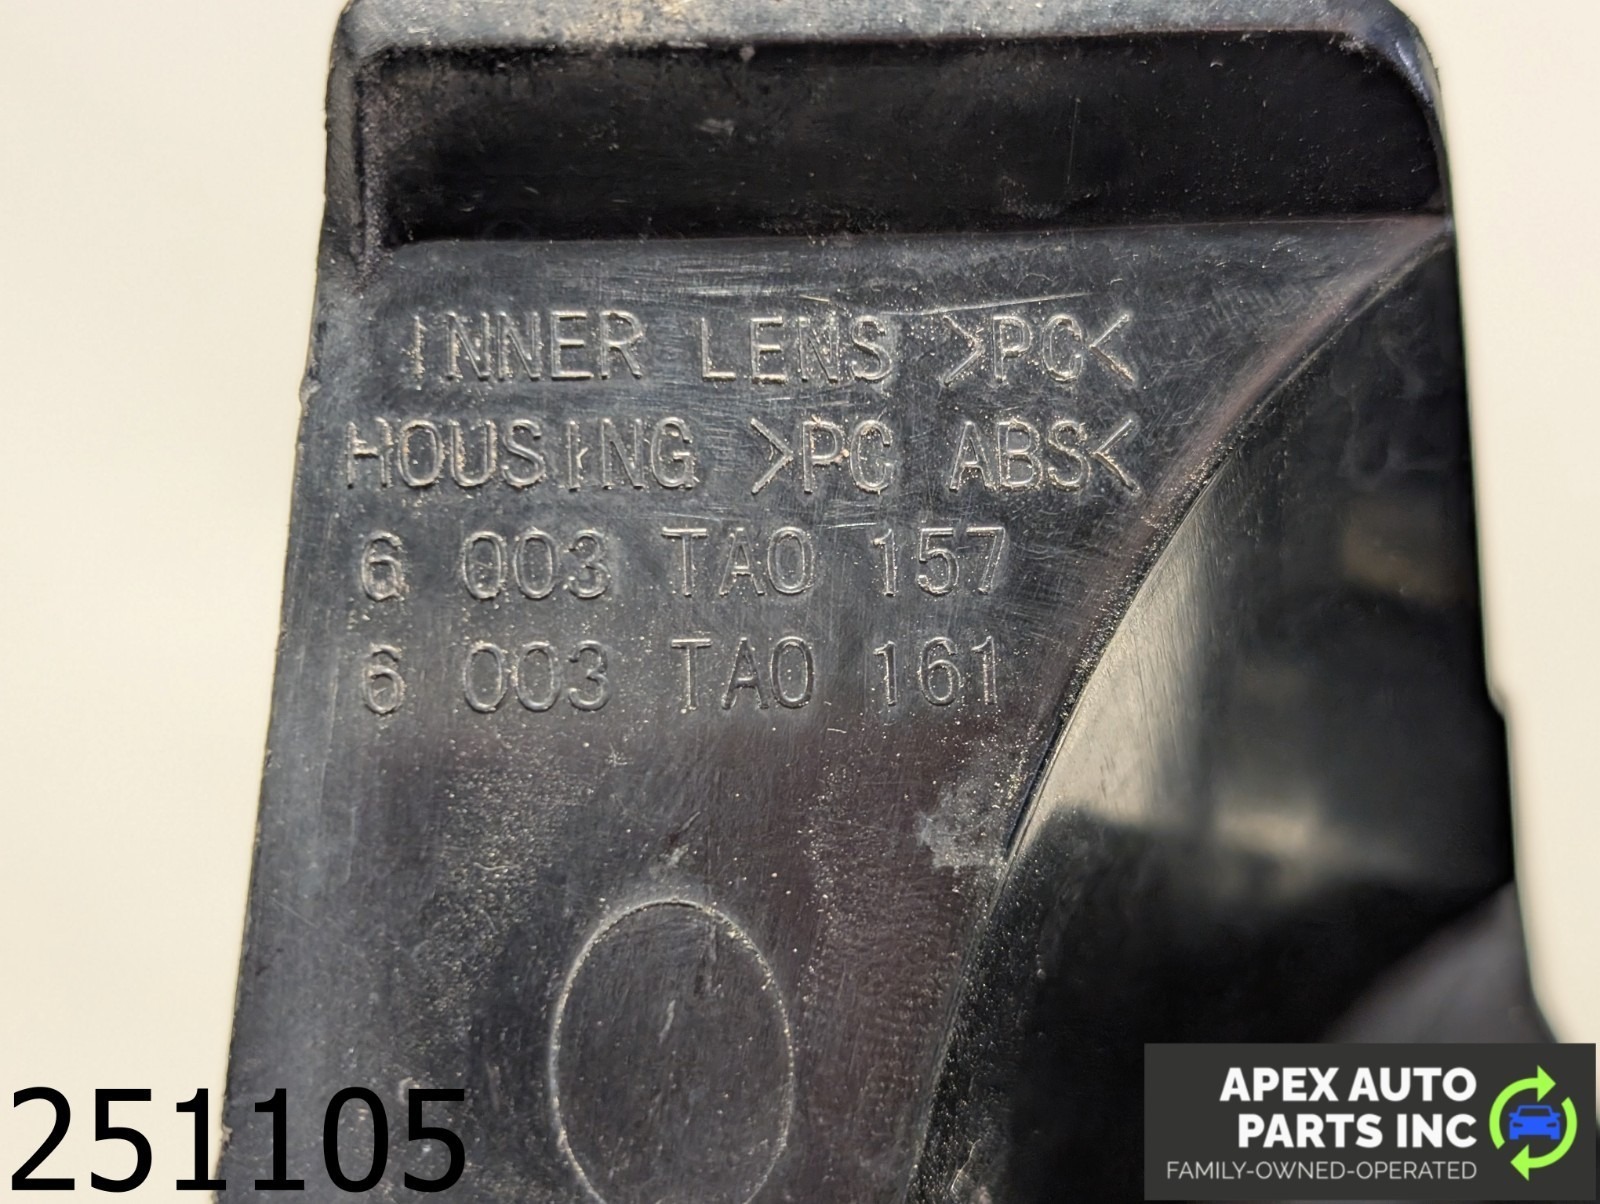 INNER LENS >PC<
HOUSING >PC ABS<
6 003 TA0 157
6 003 TA0 161
251105
APEX AUTO
PARTS INC
FAMILY-OWNED-OPERATED